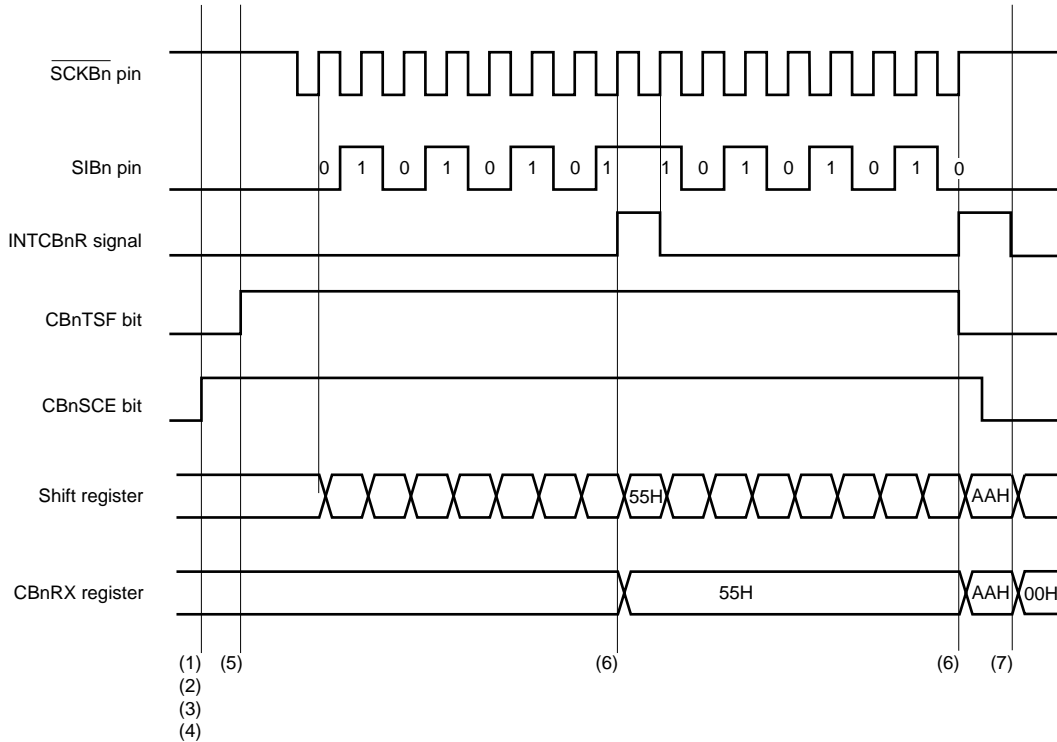 SCKBn pin
SIBn pin
0 1 0 1 0 1 0 1 1 0 1 0 1 0 1 0
INTCBnR signal
CBnTSF bit
CBnSCE bit
Shift register
55H AAH
CBnRX register
55H AAH 00H
(1) (5) (6) (6) (7)
(2)
(3)
(4)